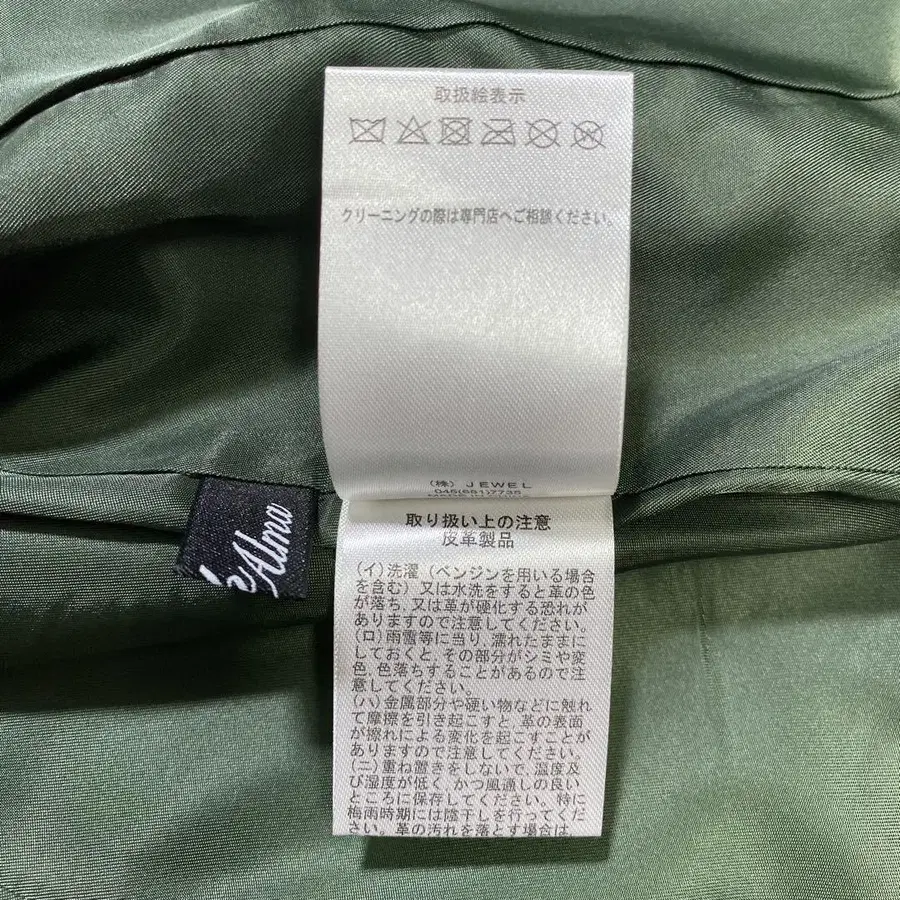 取扱絵表示
クリーニングの際は専門店へご相談ください。
(株) JEWEL
045(681)7735
取り扱い上の注意
皮革製品
(イ)洗濯(ベンジンを用いる場合
を含む)又は水洗をすると革の色
が落ち、又は革が硬化する恐れが
ありますので注意してください。
(ロ)雨雪等に当り、濡れたままに
しておくと、その部分がシミや変
色、色落ちすることがあるので注
意してください。
(ハ)金属部分や硬い物などに触れ
て摩擦を引き起こすと、革の表面
が擦れによる変化を起こすことが
ありますので注意してください。
(ニ)重ね置きをしないで、温度及
び湿度が低く、かつ風通しの良い
ところに保存してください。特に
梅雨時期には陰干しを行ってくだ
さい。革の汚れを落とす場合は、
Alma